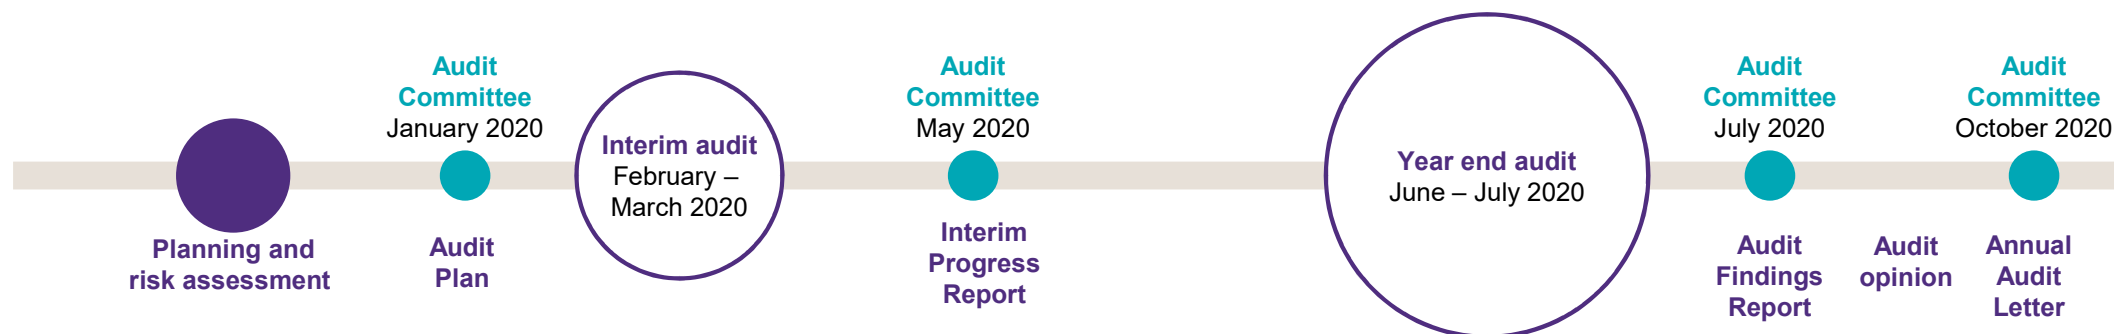 Planning and
risk assessment
Audit
Committee
January 2020
Audit
Plan
Interim audit
February –
March 2020
Audit
Committee
May 2020
Interim
Progress
Report
Year end audit
June – July 2020
Audit
Committee
July 2020
Audit
Findings
Report
Audit
opinion
Audit
Committee
October 2020
Annual
Audit
Letter